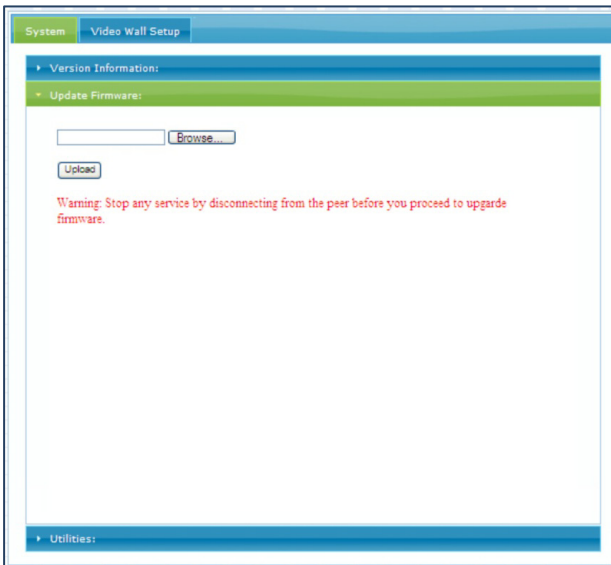 System Video Wall Setup
Version Information:
Update Firmware:
Browse...
Upload
Warning: Stop any service by disconnecting from the peer before you proceed to upgarde
firmware.
Utilities: